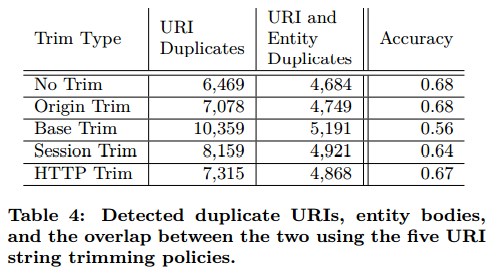 Trim Type URI Duplicates URI and Entity Duplicates Accuracy
No Trim 6,469 4,684 0.68
Origin Trim 7,078 4,749 0.68
Base Trim 10,359 5,191 0.56
Session Trim 8,159 4,921 0.64
HTTP Trim 7,315 4,868 0.67
Table 4: Detected duplicate URIs, entity bodies,
and the overlap between the two using the five URI
string trimming policies.